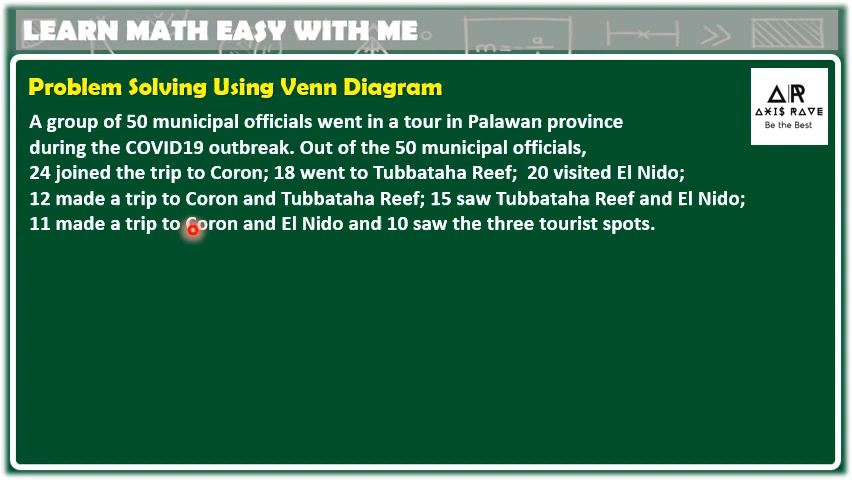 LEARN MATH EASY WITH ME
Problem Solving Using Venn Diagram
A group of 50 municipal officials went in a tour in Palawan province
during the COVID19 outbreak. Out of the 50 municipal officials,
24 joined the trip to Coron; 18 went to Tubbataha Reef; 20 visited El Nido;
12 made a trip to Coron and Tubbataha Reef; 15 saw Tubbataha Reef and El Nido;
11 made a trip to Coron and El Nido and 10 saw the three tourist spots.
AXI$ RAVE
Be the Best